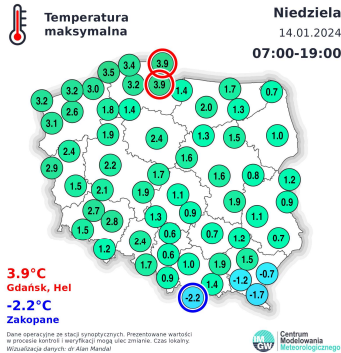 Temperatura
maksymalna
Niedziela
14.01.2024
07:00-19:00
3.9
3.4
3.5
3.2 3.9 1.4
3.0
3.2
3.2
1.7 0.7
2.6 1.8 1.4 2.0 1.3
3.1
1.9 2.4 1.3 1.5 1.0
2.4 1.6
2.9 2.2 1.7 1.6 0.8 1.2
1.5 2.1 1.9 1.1 1.9 0.9
2.7 2.8 1.3 0.9 1.1
1.5 0.6 0.7 1.2 0.7
1.2 2.4 0.6
1.7 1.0 1.9 1.5 -0.7
0.9 1.4 -1.2
-2.2 -1.7
3.9°C
Gdańsk, Hel
-2.2°C
Zakopane
Dane operacyjne ze stacji synoptycznych. Prezentowane wartości
w procesie kontroli i weryfikacji mogą ulec zmianie. Czas lokalny.
Wizualizacja danych: dr Alan Mandal
IM
GW
Centrum
Modelowania
Meteorologicznego